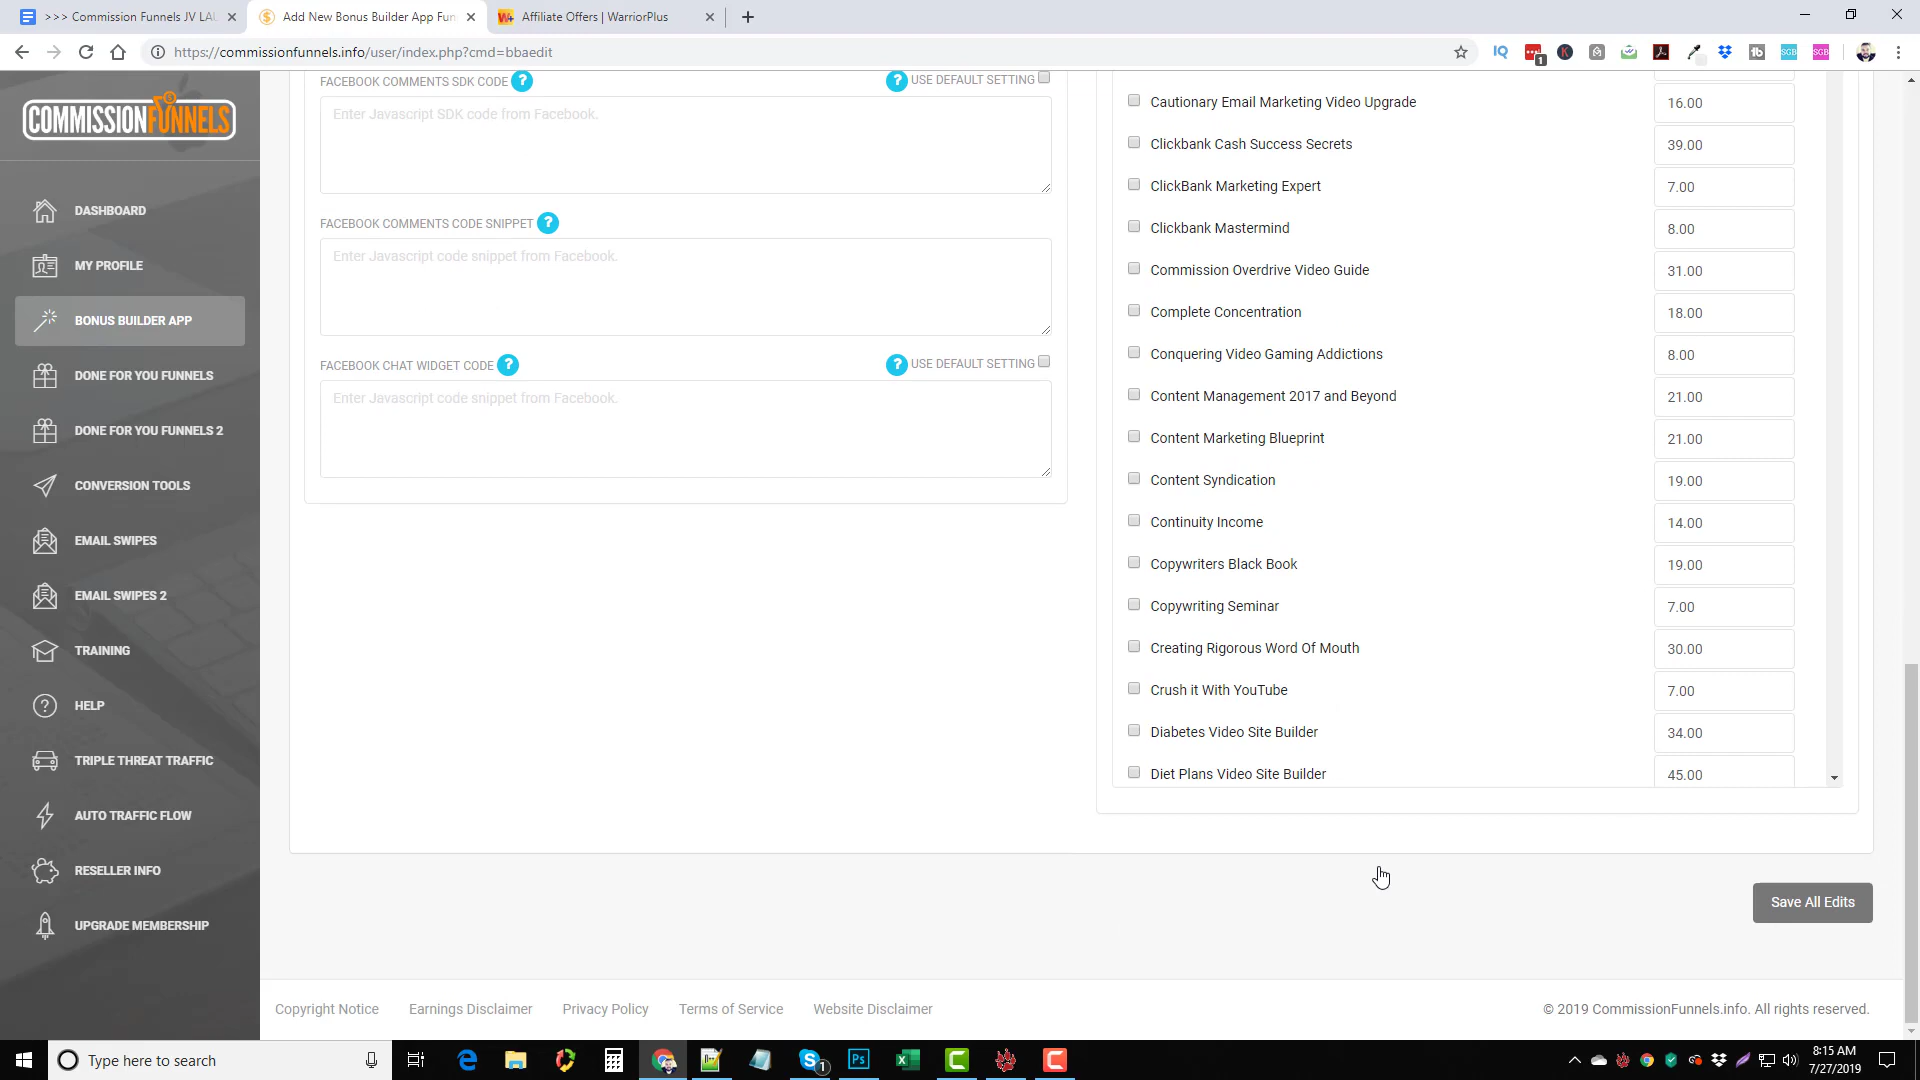 >>> Commission Funnels JV LAU
Add New Bonus Builder App Fun
Affiliate Offers | WarriorPlus
https://commissionfunnels.info/user/index.php?cmd=bbaedit
COMMISSIONFUNNELS
DASHBOARD
MY PROFILE
BONUS BUILDER APP
DONE FOR YOU FUNNELS
DONE FOR YOU FUNNELS 2
CONVERSION TOOLS
EMAIL SWIPES
EMAIL SWIPES 2
TRAINING
HELP
TRIPLE THREAT TRAFFIC
AUTO TRAFFIC FLOW
RESELLER INFO
UPGRADE MEMBERSHIP
FACEBOOK COMMENTS SDK CODE ? ? USE DEFAULT SETTING
Enter Javascript SDK code from Facebook.
FACEBOOK COMMENTS CODE SNIPPET ?
Enter Javascript code snippet from Facebook.
FACEBOOK CHAT WIDGET CODE ? ? USE DEFAULT SETTING
Enter Javascript code snippet from Facebook.
Cautionary Email Marketing Video Upgrade 16.00
Clickbank Cash Success Secrets 39.00
ClickBank Marketing Expert 7.00
Clickbank Mastermind 8.00
Commission Overdrive Video Guide 31.00
Complete Concentration 18.00
Conquering Video Gaming Addictions 8.00
Content Management 2017 and Beyond 21.00
Content Marketing Blueprint 21.00
Content Syndication 19.00
Continuity Income 14.00
Copywriters Black Book 19.00
Copywriting Seminar 7.00
Creating Rigorous Word Of Mouth 30.00
Crush it With YouTube 7.00
Diabetes Video Site Builder 34.00
Diet Plans Video Site Builder 45.00
Save All Edits
Copyright Notice Earnings Disclaimer Privacy Policy Terms of Service Website Disclaimer
© 2019 CommissionFunnels.info. All rights reserved.
Type here to search
8:15 AM
7/27/2019